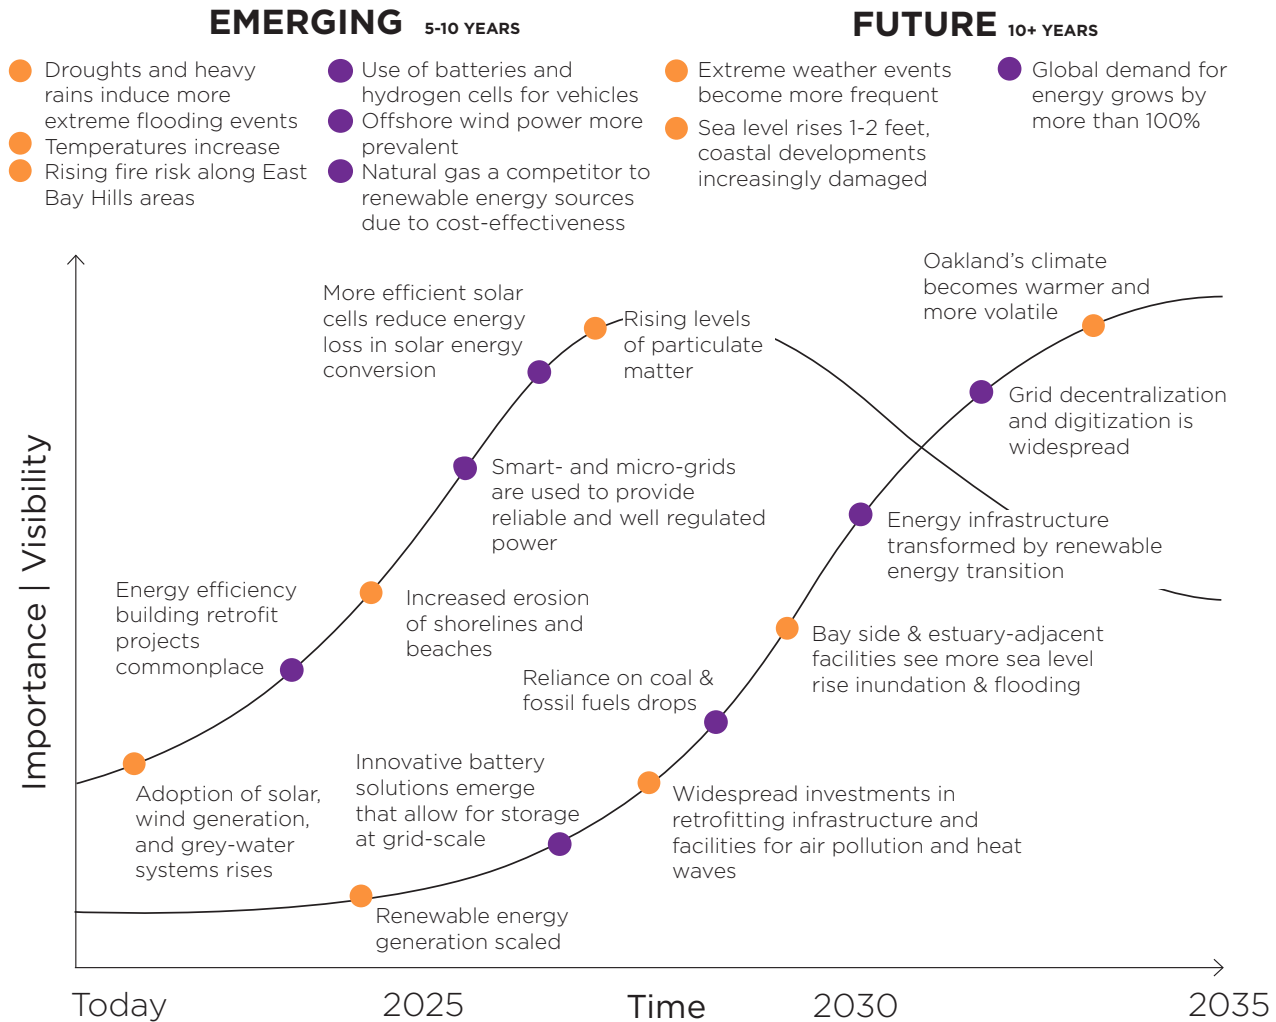 EMERGING 5-10 YEARS
Droughts and heavy
rains induce more
extreme flooding events
Temperatures increase
Rising fire risk along East
Bay Hills areas
Use of batteries and
hydrogen cells for vehicles
Offshore wind power more
prevalent
Natural gas a competitor to
renewable energy sources
due to cost-effectiveness
FUTURE 10+ YEARS
Extreme weather events
become more frequent
Sea level rises 1-2 feet,
coastal developments
increasingly damaged
Global demand for
energy grows by
more than 100%
Importance | Visibility
Oakland’s climate
becomes warmer and
more volatile
More efficient solar
cells reduce energy
loss in solar energy
conversion
Rising levels
of particulate
matter
Grid decentralization
and digitization is
widespread
Smart- and micro-grids
are used to provide
reliable and well regulated
power
Energy infrastructure
transformed by renewable
energy transition
Energy efficiency
building retrofit
projects
commonplace
Increased erosion
of shorelines and
beaches
Bay side & estuary-adjacent
facilities see more sea level
rise inundation & flooding
Reliance on coal &
fossil fuels drops
Innovative battery
solutions emerge
that allow for storage
at grid-scale
Adoption of solar,
wind generation,
and grey-water
systems rises
Widespread investments in
retrofitting infrastructure and
facilities for air pollution and heat
waves
Renewable energy
generation scaled
Today 2025 Time 2030 2035